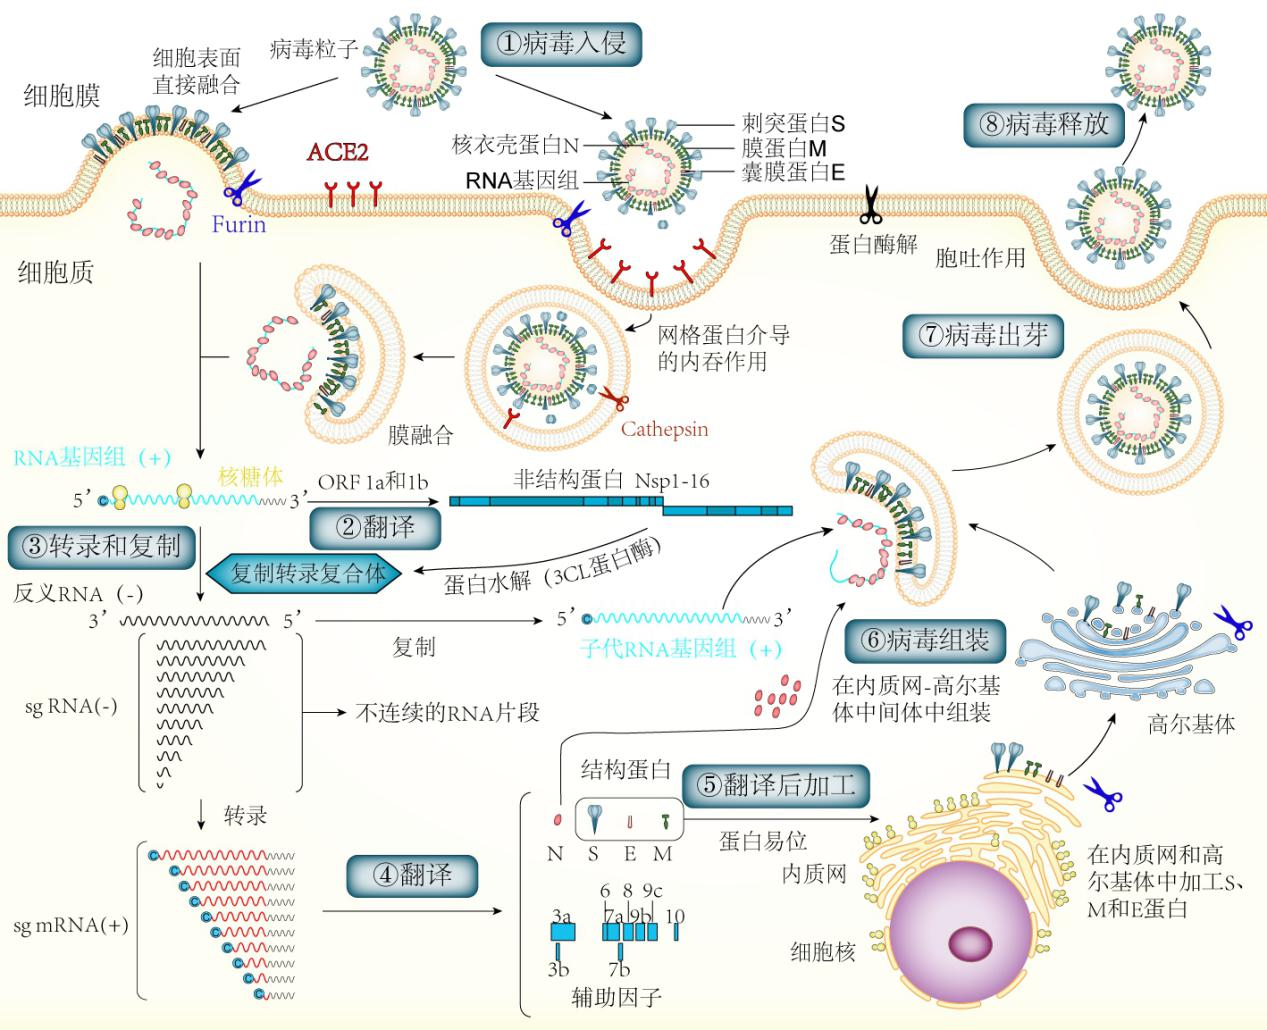 ①病毒入侵
病毒粒子
细胞表面
直接融合
细胞膜
ACE2
Furin
核衣壳蛋白N
RNA基因组
刺突蛋白S
膜蛋白M
囊膜蛋白E
⑧病毒释放
蛋白酶解
胞吐作用
细胞质
网格蛋白介导
的内吞作用
Cathepsin
膜融合
⑦病毒出芽
RNA基因组（+）
核糖体
5’
C
3’
ORF 1a和1b
非结构蛋白 Nsp1-16
②翻译
③转录和复制
复制转录复合体
蛋白水解（3CL蛋白酶）
反义RNA（-）
3’
5’
复制
5’
C
3’
子代RNA基因组（+）
sg RNA(-)
不连续的RNA片段
转录
⑥病毒组装
在内质网-高尔基
体中间体中组装
高尔基体
结构蛋白
N S E M
⑤翻译后加工
蛋白易位
内质网
细胞核
在内质网和高
尔基体中加工S、
M和E蛋白
sg mRNA(+)
C
C
C
C
C
C
C
C
C
C
④翻译
6 8 9c
3a 7a 9b 10
3b 7b
辅助因子